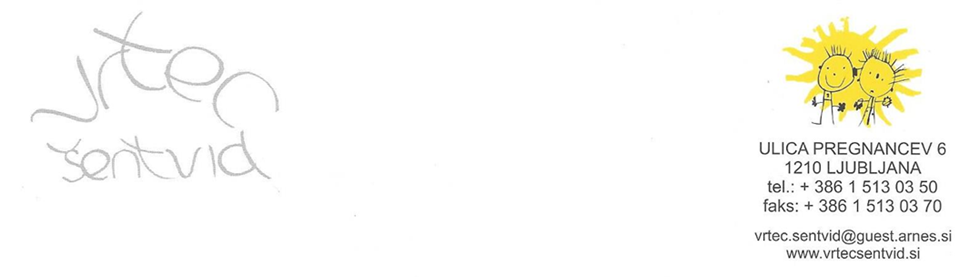 vrtec
šentvid
ULICA PREGNANCEV 6
1210 LJUBLJANA
tel.: + 386 1 513 03 50
faks: + 386 1 513 03 70
vrtec.sentvid@guest.arnes.si
www.vrtecsentvid.si